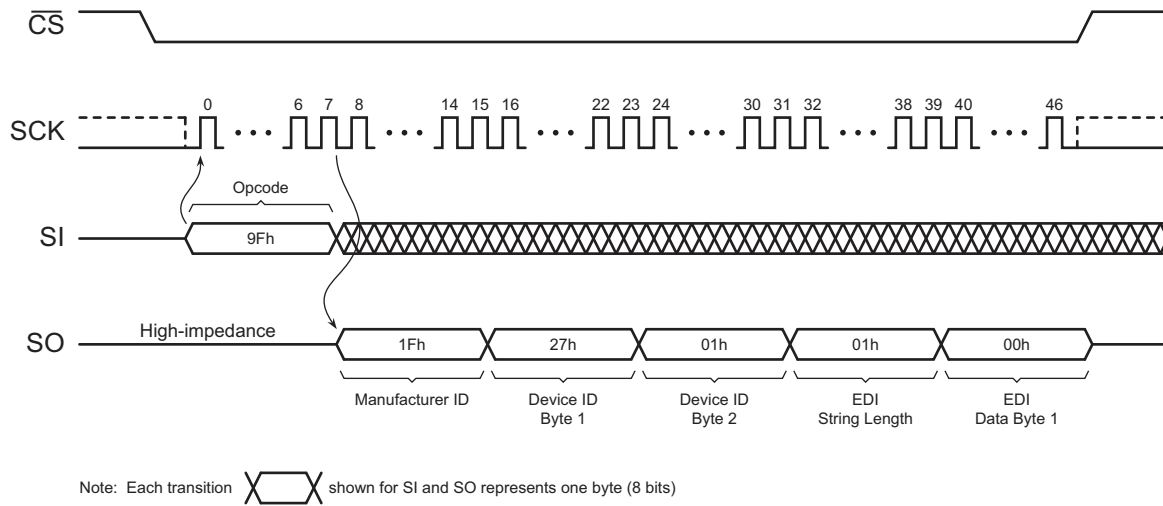 CS
0 6 7 8 14 15 16 22 23 24 30 31 32 38 39 40 46
SCK
Opcode
SI 9Fh
High-impedance
SO 1Fh 27h 01h 01h 00h
Manufacturer ID Device ID Device ID EDI EDI
Byte 1 Byte 2 String Length Data Byte 1
Note: Each transition shown for SI and SO represents one byte (8 bits)